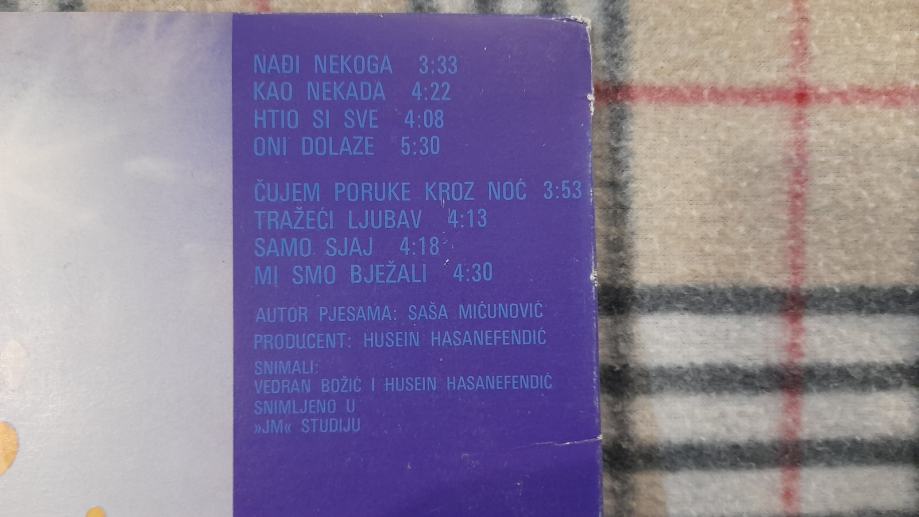 NAĐI NEKOGA 3:33
KAO NEKADA 4:22
HTIO SI SVE 4:08
ONI DOLAZE 5:30
ČUJEM PORUKE KROZ NOĆ 3:53
TRAŽEĆI LJUBAV 4:13
SAMO SJAJ 4:18
MI SMO BJEŽALI 4:30
AUTOR PJESAMA: SAŠA MIĆUNOVIĆ
PRODUCENT: HUSEIN HASANEFENDIĆ
SNIMALI:
VEDRAN BOŽIĆ I HUSEIN HASANEFENDIĆ
SNIMLJENO U
»JM« STUDIJU